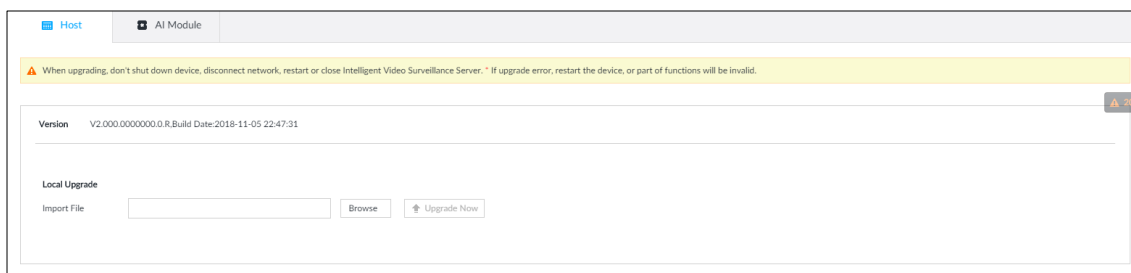 Host AI Module
When upgrading, don't shut down device, disconnect network, restart or close Intelligent Video Surveillance Server. * If upgrade error, restart the device, or part of functions will be invalid.
Version V2.000.0000000.0.R,Build Date:2018-11-05 22:47:31
Local Upgrade
Import File Browse Upgrade Now